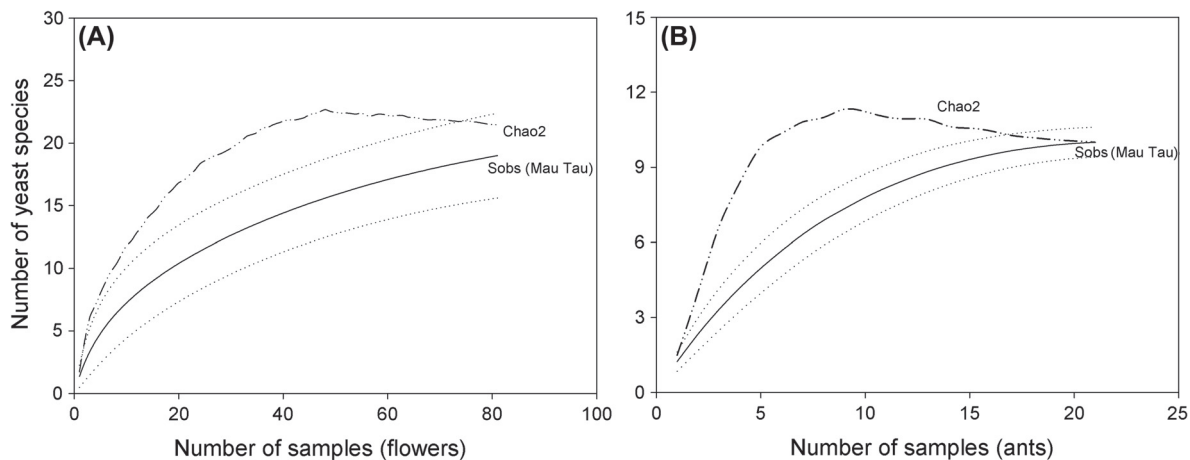 (A)
Number of yeast species
30
25
20
15
10
5
0
Chao2
Sobs (Mau Tau)
0 20 40 60 80 100
Number of samples (flowers)
(B)
15
12
9
6
3
0
Chao2
Sobs (Mau Tau)
0 5 10 15 20 25
Number of samples (ants)